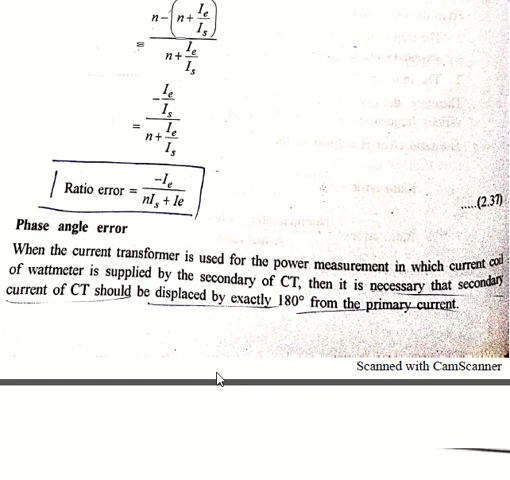 = n-(n+ Ie/Is) / n+ Ie/Is
= - Ie/Is / n+ Ie/Is
Ratio error = -Ie / nIs + Ie .....(2.37)
Phase angle error
When the current transformer is used for the power measurement in which current coil
of wattmeter is supplied by the secondary of CT, then it is necessary that secondary
current of CT should be displaced by exactly 180° from the primary current.
Scanned with CamScanner